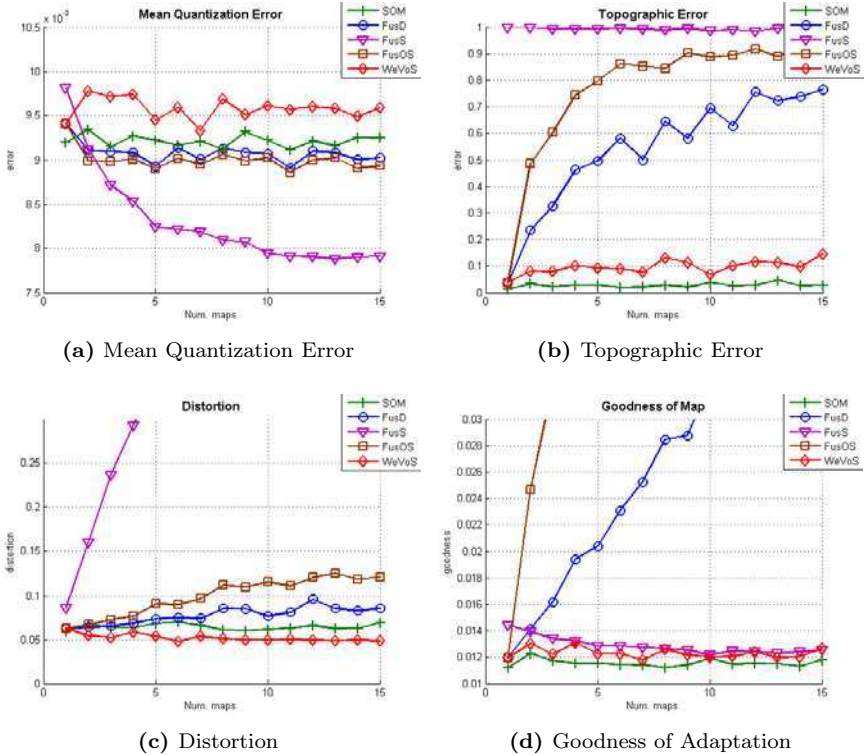 Mean Quantization Error
x 10
SOM
FusD
FusS
FusOS
WeVoS
10.5
10
9.5
9
8.5
8
7.5
error
0
5
10
15
Num. maps
(a) Mean Quantization Error
Topographic Error
SOM
FusD
FusS
FusOS
WeVoS
1
0.9
0.8
0.7
0.6
0.5
0.4
0.3
0.2
0.1
0
error
0
5
10
15
Num. maps
(b) Topographic Error
Distortion
SOM
FusD
FusS
FusOS
WeVoS
0.25
0.2
0.15
0.1
0.05
0
distortion
0
5
10
15
Num. maps
(c) Distortion
Goodness of Map
SOM
FusD
FusS
FusOS
WeVoS
0.03
0.028
0.026
0.024
0.022
0.02
0.018
0.016
0.014
0.012
0.01
goodness
0
5
10
15
Num. maps
(d) Goodness of Adaptation